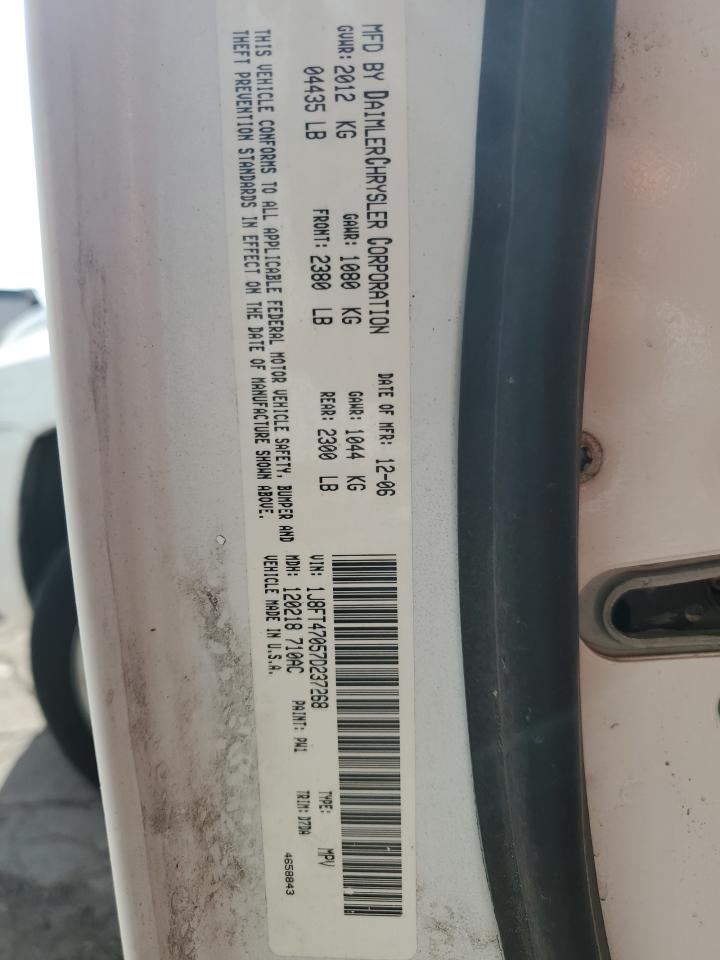 MFD BY DAIMLERCHRYSLER CORPORATION DATE OF MFR: 12-06
GVWR: 2012 KG GAWR: 1080 KG GAWR: 1044 KG
04435 LB FRONT: 2380 LB REAR: 2300 LB
THIS VEHICLE CONFORMS TO ALL APPLICABLE FEDERAL MOTOR VEHICLE SAFETY, BUMPER AND
THEFT PREVENTION STANDARDS IN EFFECT ON THE DATE OF MANUFACTURE SHOWN ABOVE.
VIN: 1J8FT47057D237268 TYPE: MPV
MDH: 120218 710AC PAINT: PW1 TRIM: D7DA
VEHICLE MADE IN U.S.A. 4658843